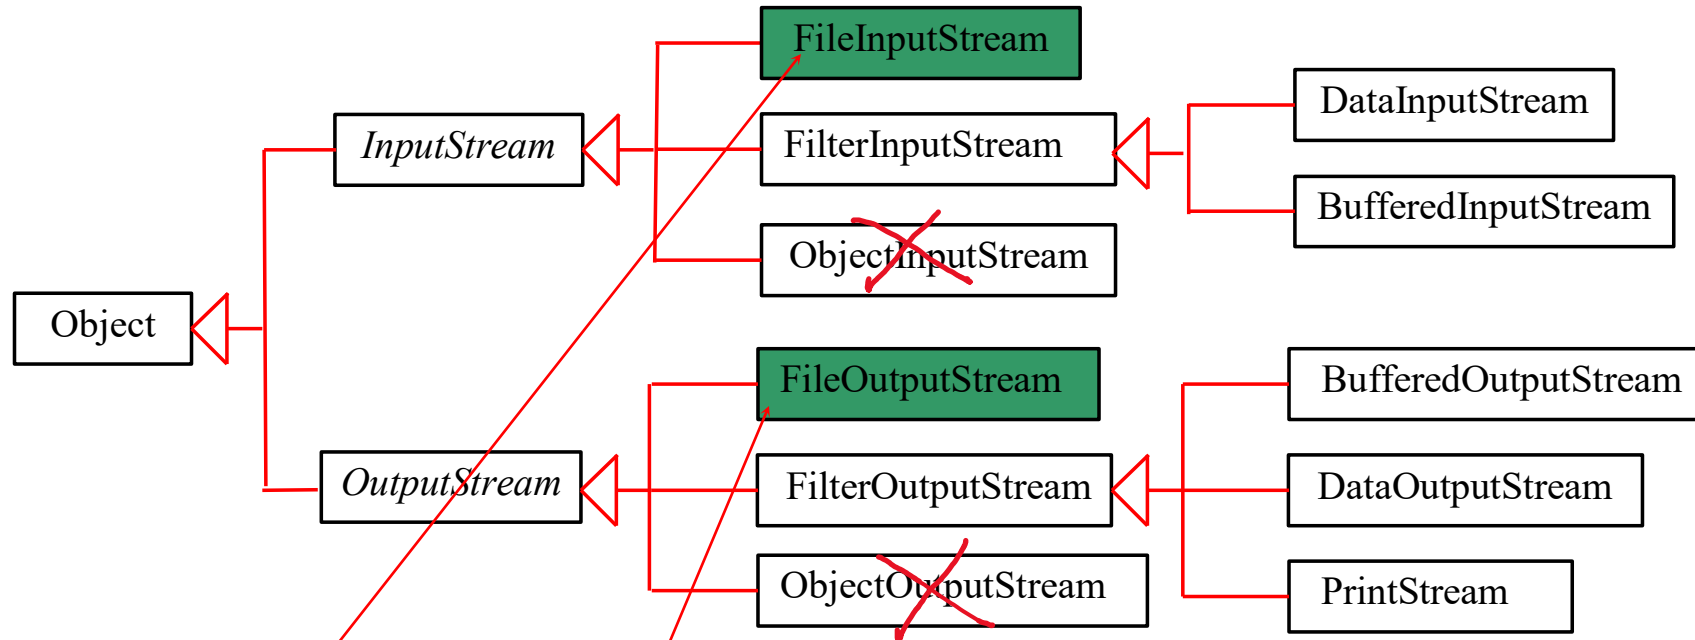 FileInputStream
DataInputStream
InputStream
FilterInputStream
BufferedInputStream
ObjectInputStream
Object
FileOutputStream
BufferedOutputStream
OutputStream
FilterOutputStream
DataOutputStream
ObjectOutputStream
PrintStream